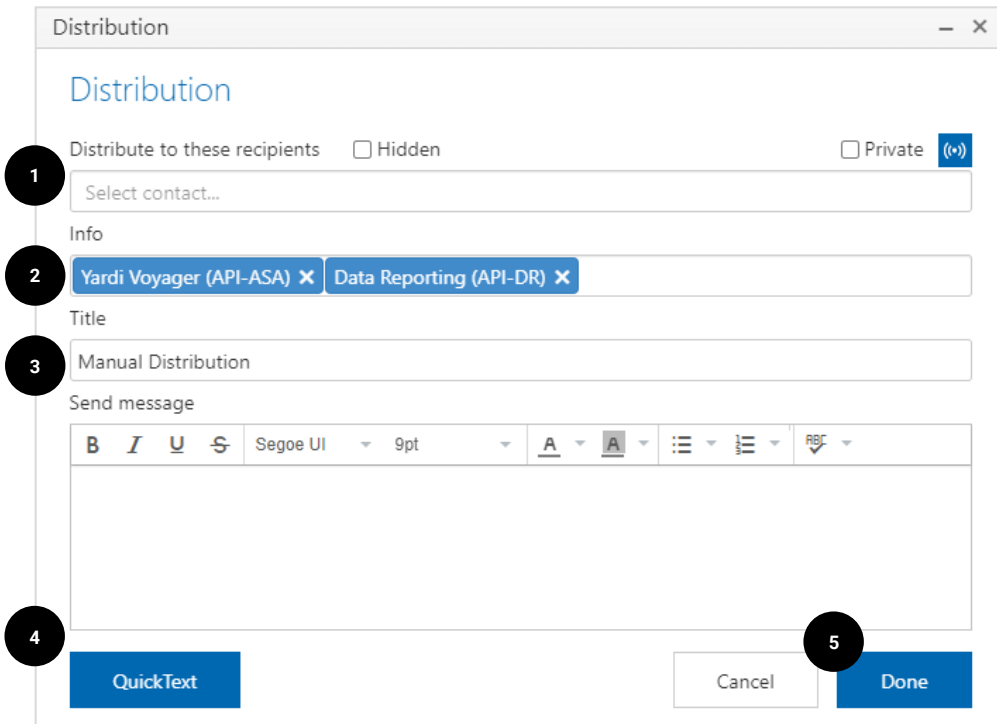 Distribution
Distribution
Distribute to these recipients Hidden Private
1
Select contact...
Info
2
Yardi Voyager (API-ASA) Data Reporting (API-DR)
Title
3
Manual Distribution
Send message
B I U S Segoe UI 9pt A A ABC
4
5
QuickText Cancel Done